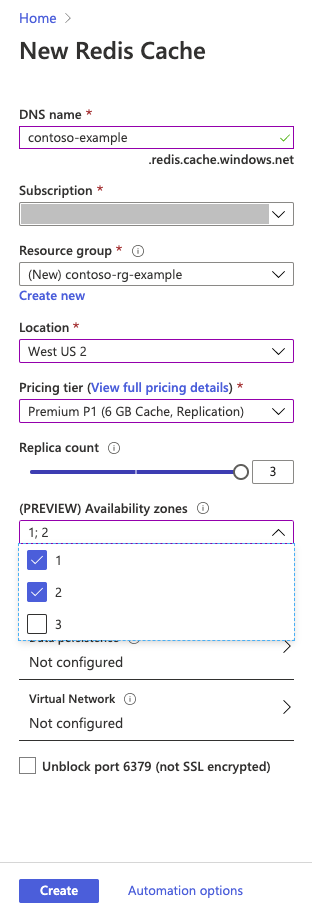 Home
New Redis Cache
DNS name *
contoso-example
.redis.cache.windows.net
Subscription *
Resource group *
(New) contoso-rg-example
Create new
Location *
West US 2
Pricing tier (View full pricing details) *
Premium P1 (6 GB Cache, Replication)
Replica count
3
(PREVIEW) Availability zones
1; 2
1
2
3
Data persistence
Not configured
Virtual Network
Not configured
Unblock port 6379 (not SSL encrypted)
Create Automation options